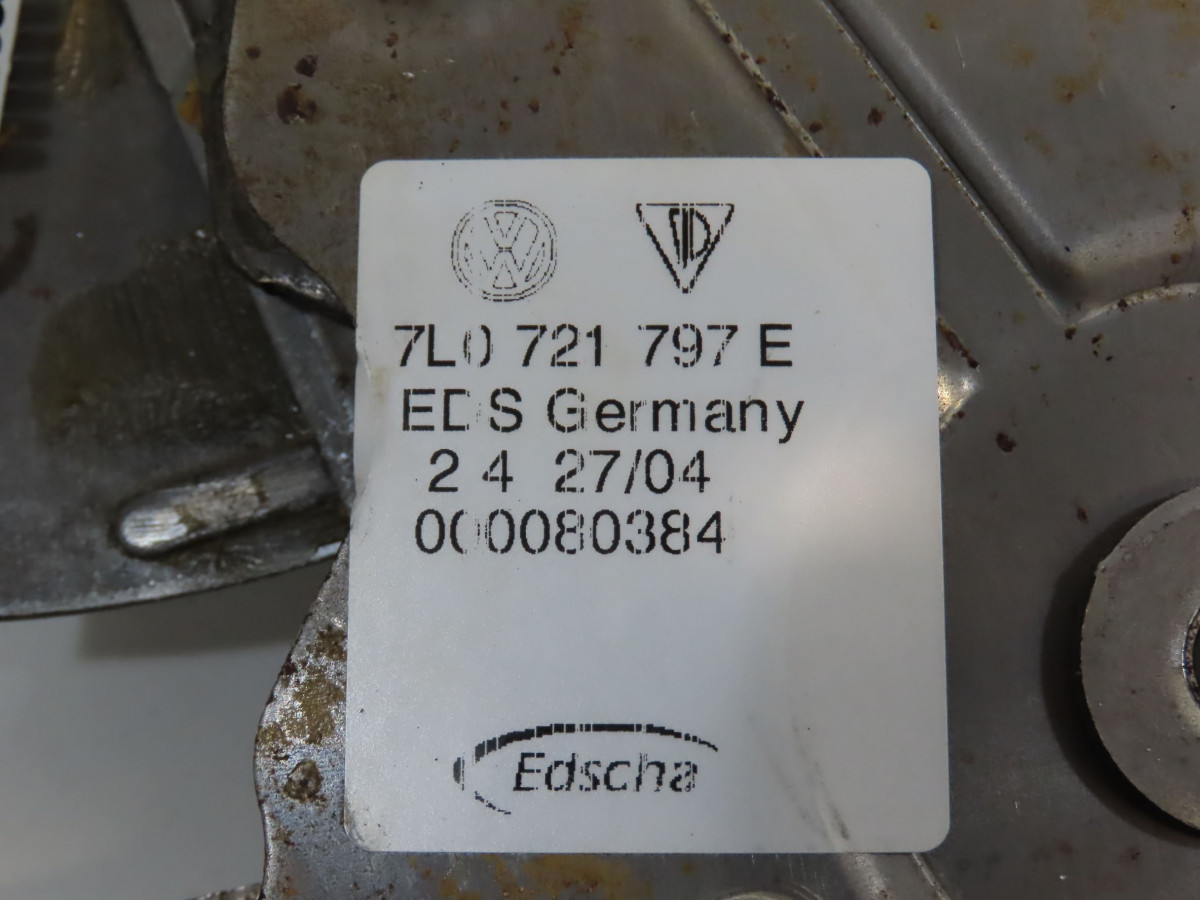 7L0 721 797 E
EDS Germany
2 4 27/04
000080384
Edscha